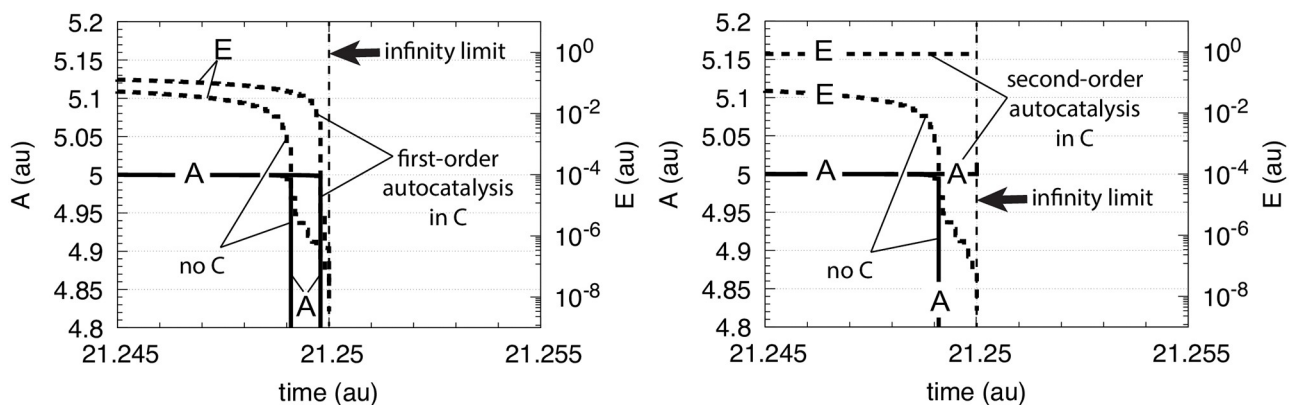 5.2
5.15
5.1
5.05
5
4.95
4.9
4.85
4.8
A (au)
E
A
no C
A
infinity limit
first-order
autocatalysis
in C
10^0
10^-2
10^-4
10^-6
10^-8
E (au)
21.245
21.25
21.255
time (au)
5.2
5.15
5.1
5.05
5
4.95
4.9
4.85
4.8
A (au)
E
E
A
A
no C
A
second-order
autocatalysis
in C
infinity limit
10^0
10^-2
10^-4
10^-6
10^-8
E (au)
21.245
21.25
21.255
time (au)